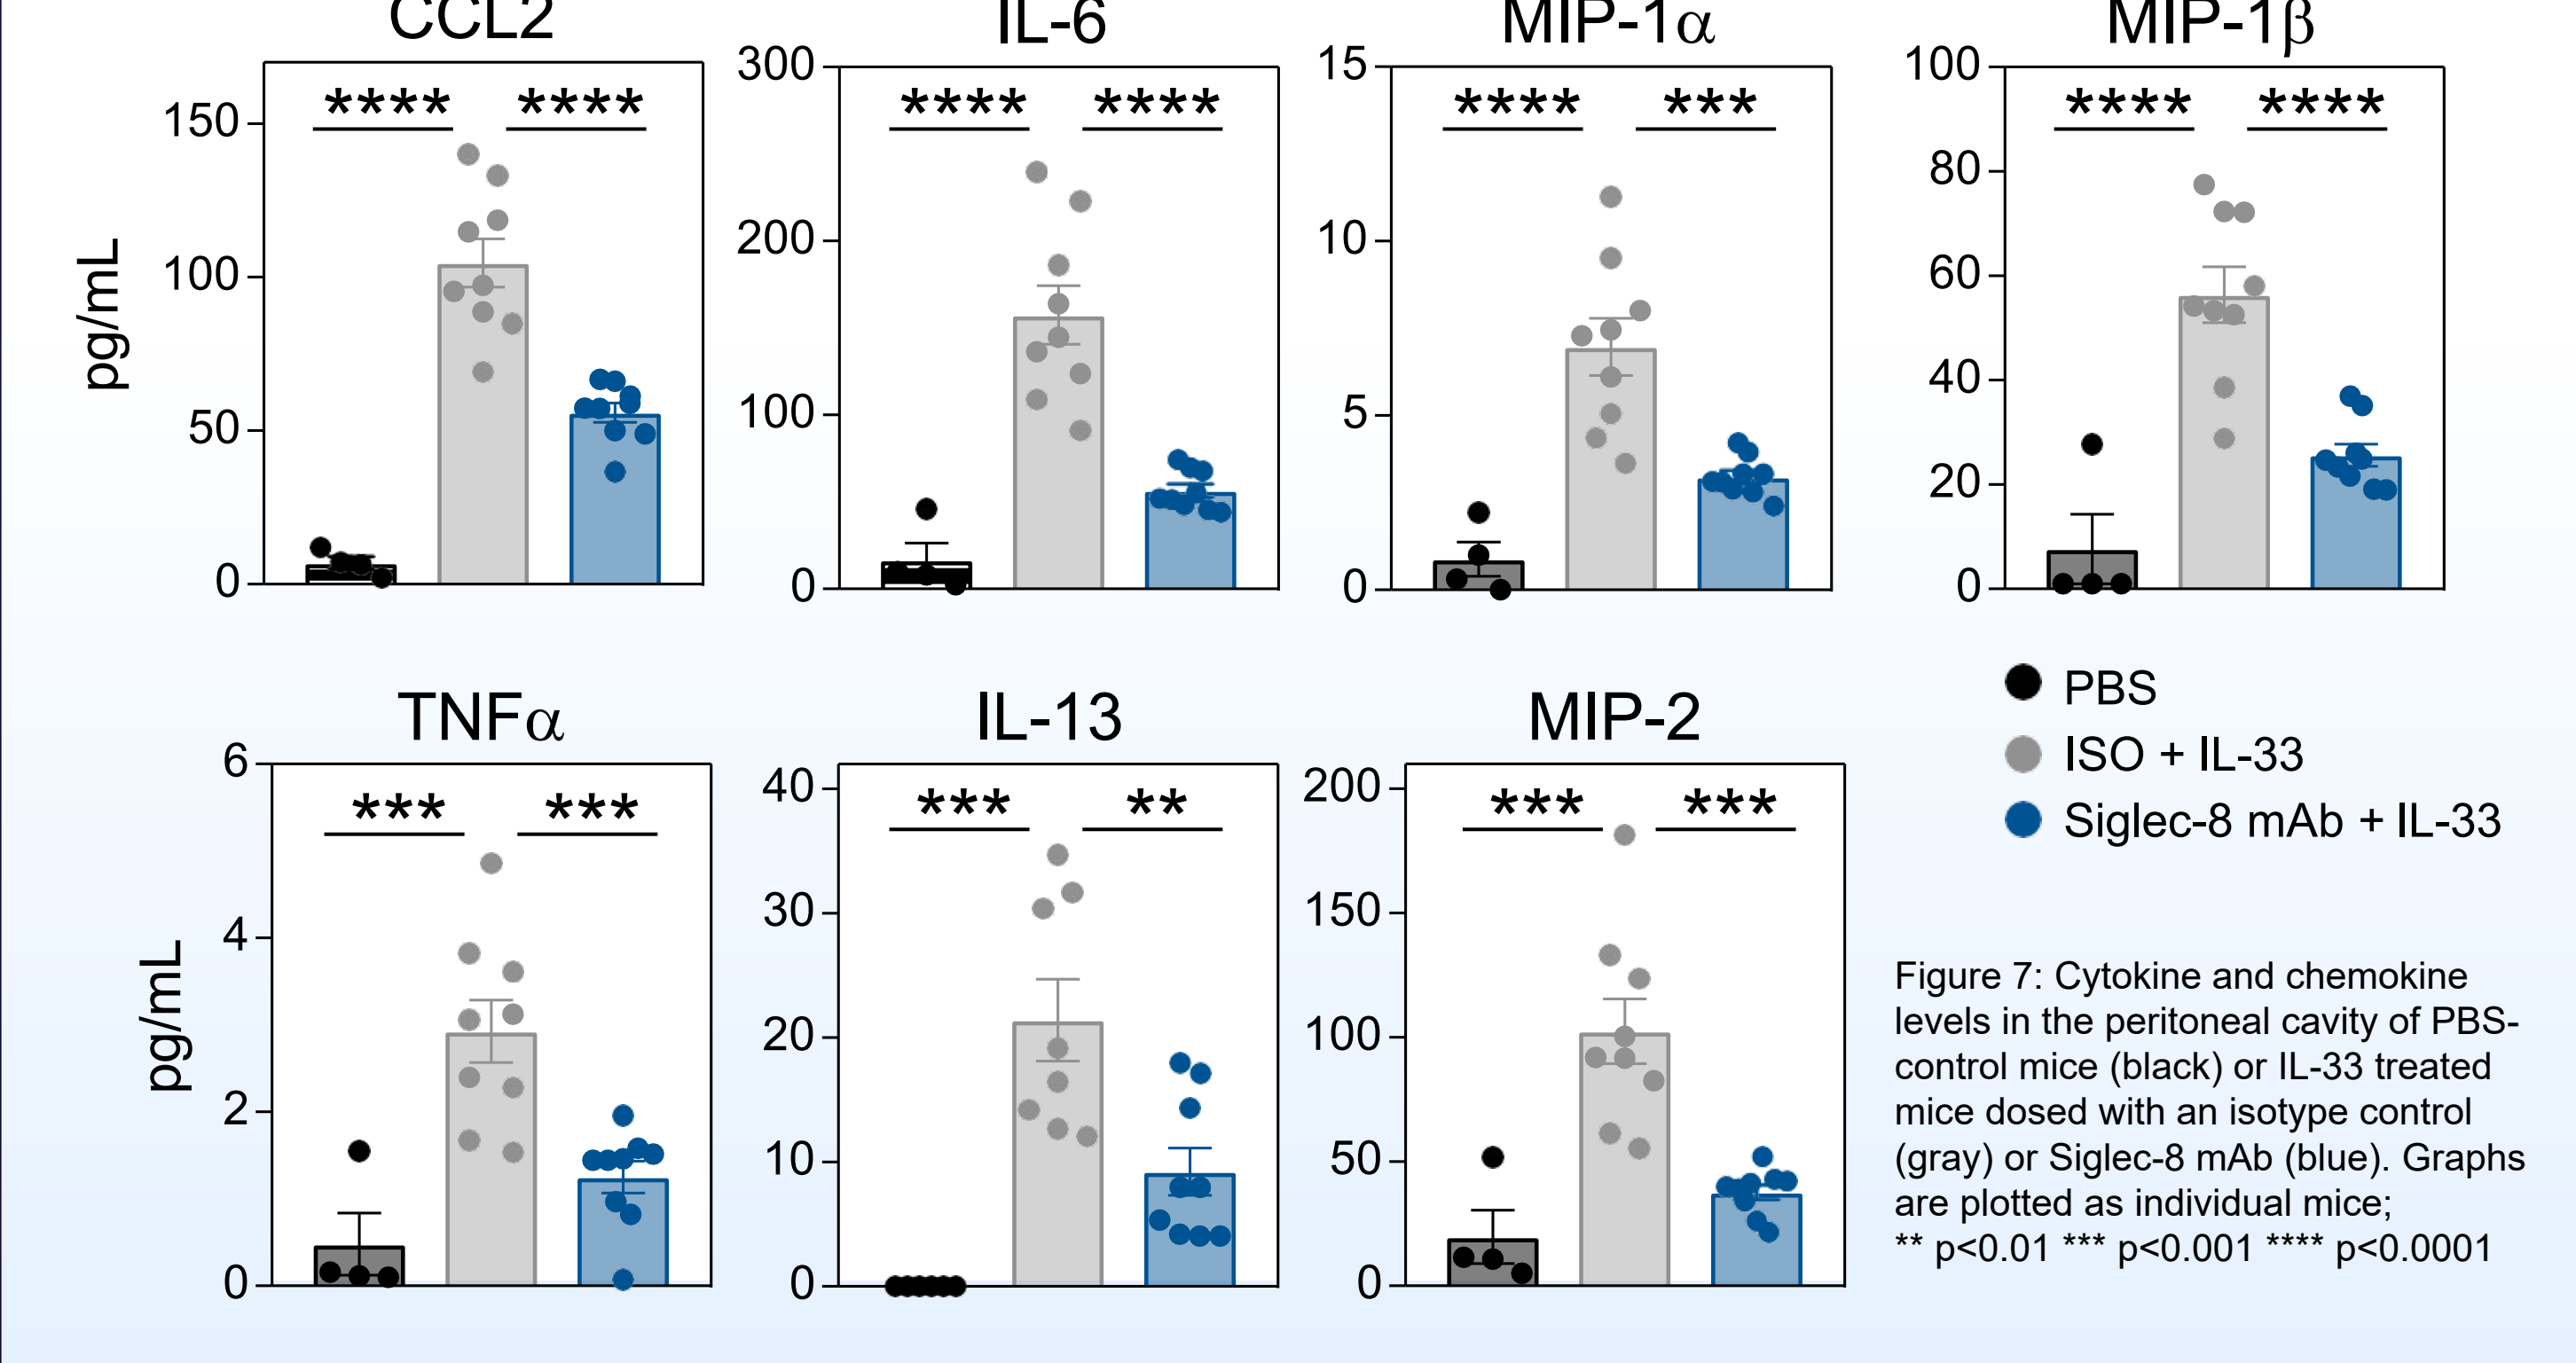 CCL2
IL-6
MIP-1α
MIP-1β
pg/mL
150
100
50
0
**** ****
300
200
100
0
**** ****
15
10
5
0
**** ***
100
80
60
40
20
0
**** ****
TNFα
IL-13
MIP-2
pg/mL
6
4
2
0
*** ***
40
30
20
10
0
*** **
200
150
100
50
0
*** ***
PBS
ISO + IL-33
Siglec-8 mAb + IL-33
Figure 7: Cytokine and chemokine
levels in the peritoneal cavity of PBS-
control mice (black) or IL-33 treated
mice dosed with an isotype control
(gray) or Siglec-8 mAb (blue). Graphs
are plotted as individual mice;
** p<0.01 *** p<0.001 **** p<0.0001